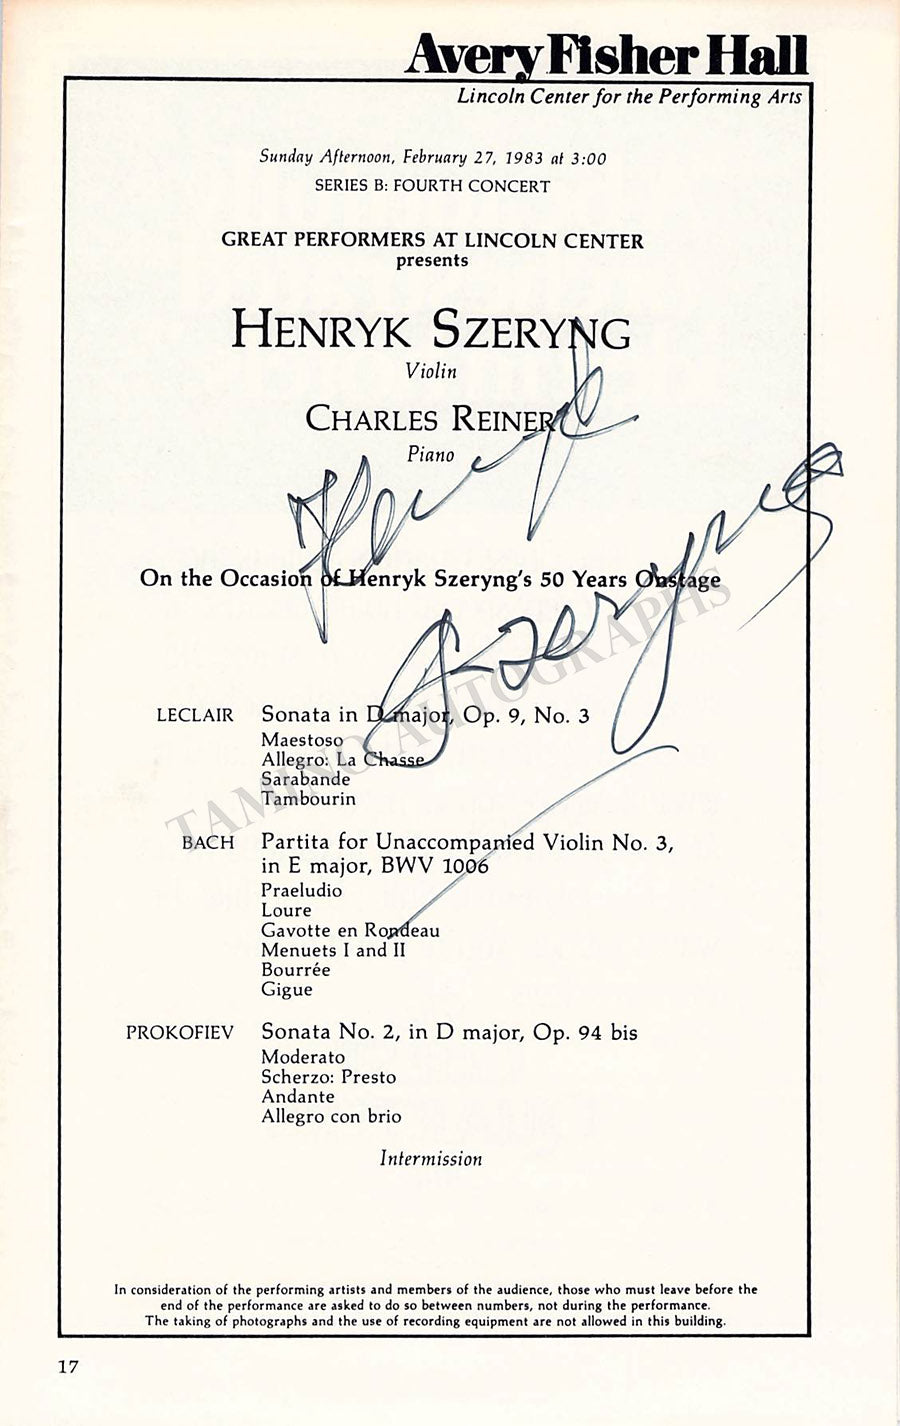 Avery Fisher Hall
Lincoln Center for the Performing Arts
Sunday Afternoon, February 27, 1983 at 3:00
SERIES B: FOURTH CONCERT
GREAT PERFORMERS AT LINCOLN CENTER
presents
HENRYK SZERYNG
Violin
CHARLES REINER
Piano
Henryk
Szeryng
On the Occasion of Henryk Szeryng's 50 Years Onstage
TAMINO AUTOGRAPHS
LECLAIR Sonata in D major, Op. 9, No. 3
Maestoso
Allegro: La Chasse
Sarabande
Tambourin
BACH Partita for Unaccompanied Violin No. 3,
in E major, BWV 1006
Praeludio
Loure
Gavotte en Rondeau
Menuets I and II
Bourrée
Gigue
PROKOFIEV Sonata No. 2, in D major, Op. 94 bis
Moderato
Scherzo: Presto
Andante
Allegro con brio
Intermission
In consideration of the performing artists and members of the audience, those who must leave before the
end of the performance are asked to do so between numbers, not during the performance.
The taking of photographs and the use of recording equipment are not allowed in this building.
17